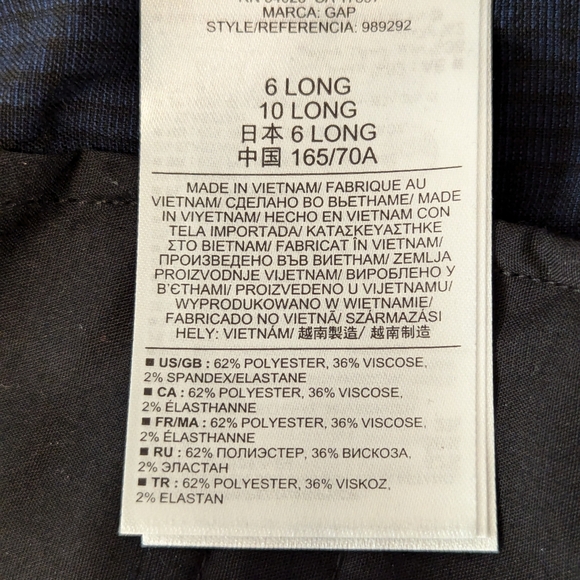 MARCA: GAP
STYLE/REFERENCIA: 989292
6 LONG
10 LONG
日本 6 LONG
中国 165/70A
MADE IN VIETNAM/ FABRIQUE AU
VIETNAM/ СДЕЛАНО ВО ВЬЕТНАМЕ/ MADE
IN VIYETNAM/ HECHO EN VIETNAM CON
TELA IMPORTADA/ ΚΑΤΑΣΚΕΥΑΣΤΗΚΕ
ΣΤΟ ΒΙΕΤΝΑΜ/ FABRICAT ÎN VIETNAM/
ПРОИЗВЕДЕНО ВЪВ ВИЕТНАМ/ ZEMLJA
PROIZVODNJE VIJETNAM/ ВИРОБЛЕНО У
В'ЄТНАМІ/ PROIZVEDENO U VIJETNAMU/
WYPRODUKOWANO W WIETNAMIE/
FABRICADO NO VIETNÃ/ SZÁRMAZÁSI
HELY: VIETNÁM/ 越南製造/ 越南制造
■ US/GB : 62% POLYESTER, 36% VISCOSE,
2% SPANDEX/ELASTANE
■ CA : 62% POLYESTER, 36% VISCOSE,
2% ÉLASTHANNE
■ FR/MA : 62% POLYESTER, 36% VISCOSE,
2% ÉLASTHANNE
■ RU : 62% ПОЛИЭСТЕР, 36% ВИСКОЗА,
2% ЭЛАСТАН
■ TR : 62% POLYESTER, 36% VISKOZ,
2% ELASTAN